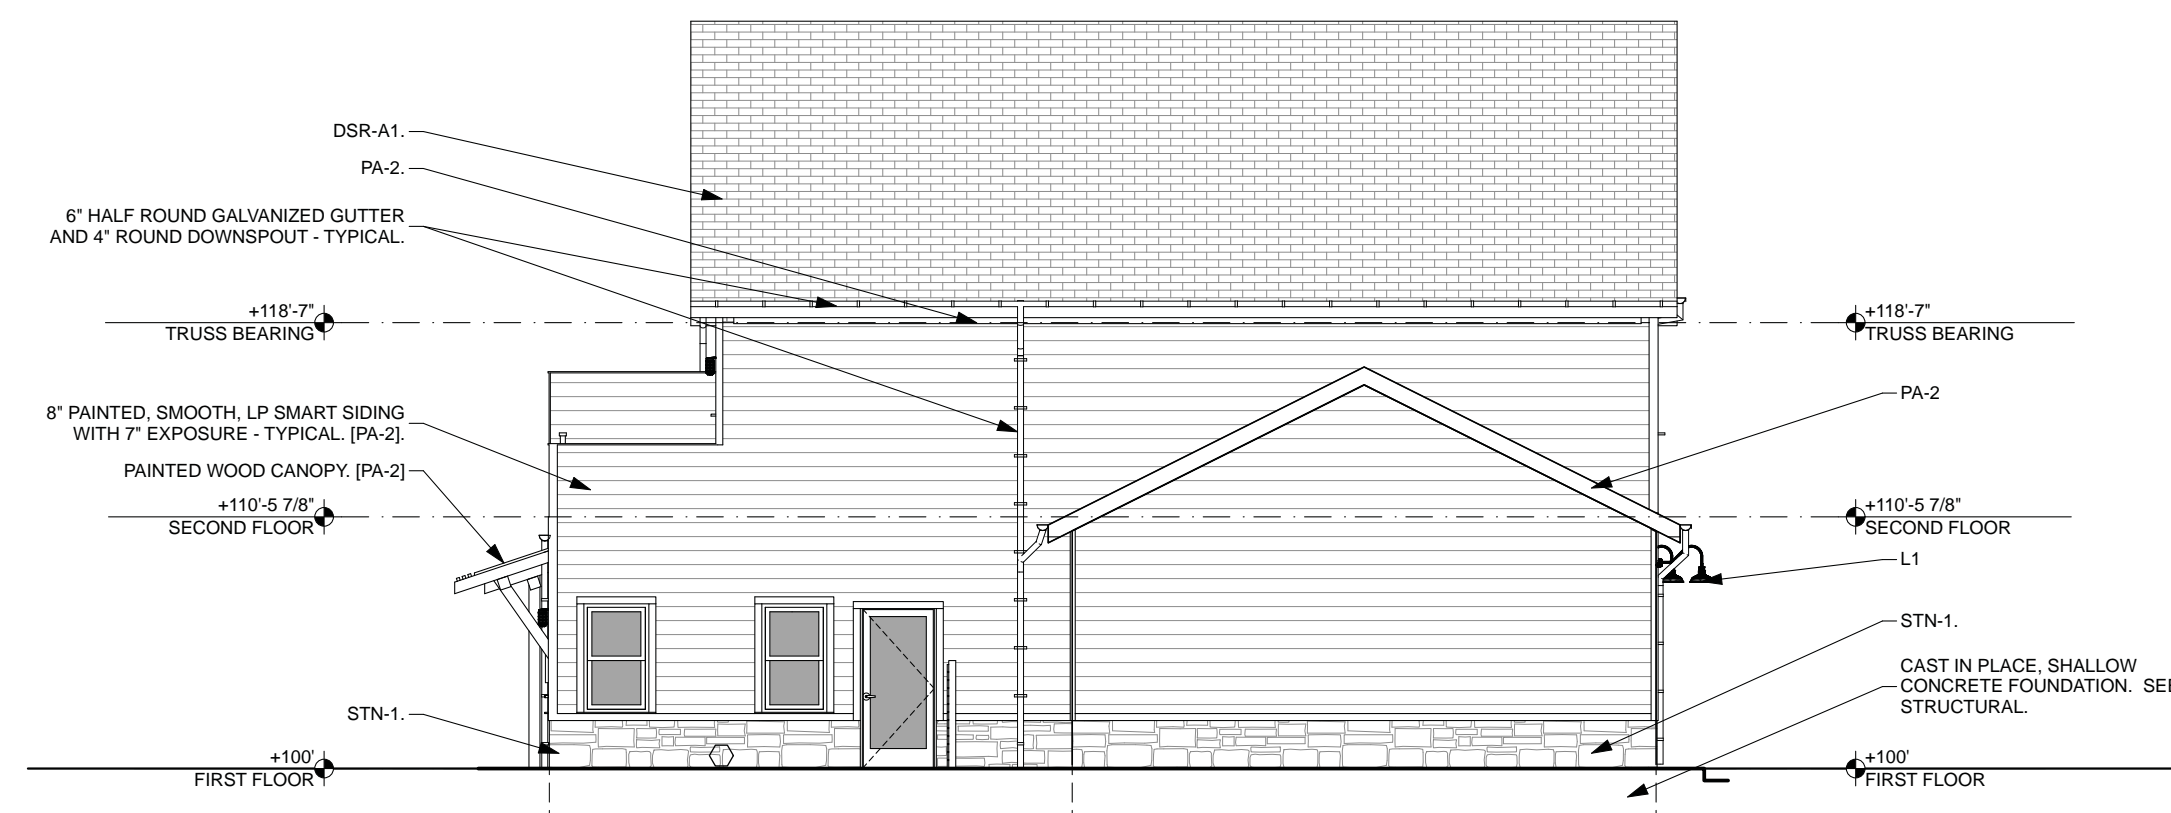 DSR-A1.
PA-2.
6" HALF ROUND GALVANIZED GUTTER
AND 4" ROUND DOWNSPOUT - TYPICAL.
+118'-7"
TRUSS BEARING
8" PAINTED, SMOOTH, LP SMART SIDING
WITH 7" EXPOSURE - TYPICAL. [PA-2].
PAINTED WOOD CANOPY. [PA-2]
+110'-5 7/8"
SECOND FLOOR
STN-1.
+100'
FIRST FLOOR
+118'-7"
TRUSS BEARING
PA-2
+110'-5 7/8"
SECOND FLOOR
L1
STN-1.
CAST IN PLACE, SHALLOW
CONCRETE FOUNDATION. SEE
STRUCTURAL.
+100'
FIRST FLOOR